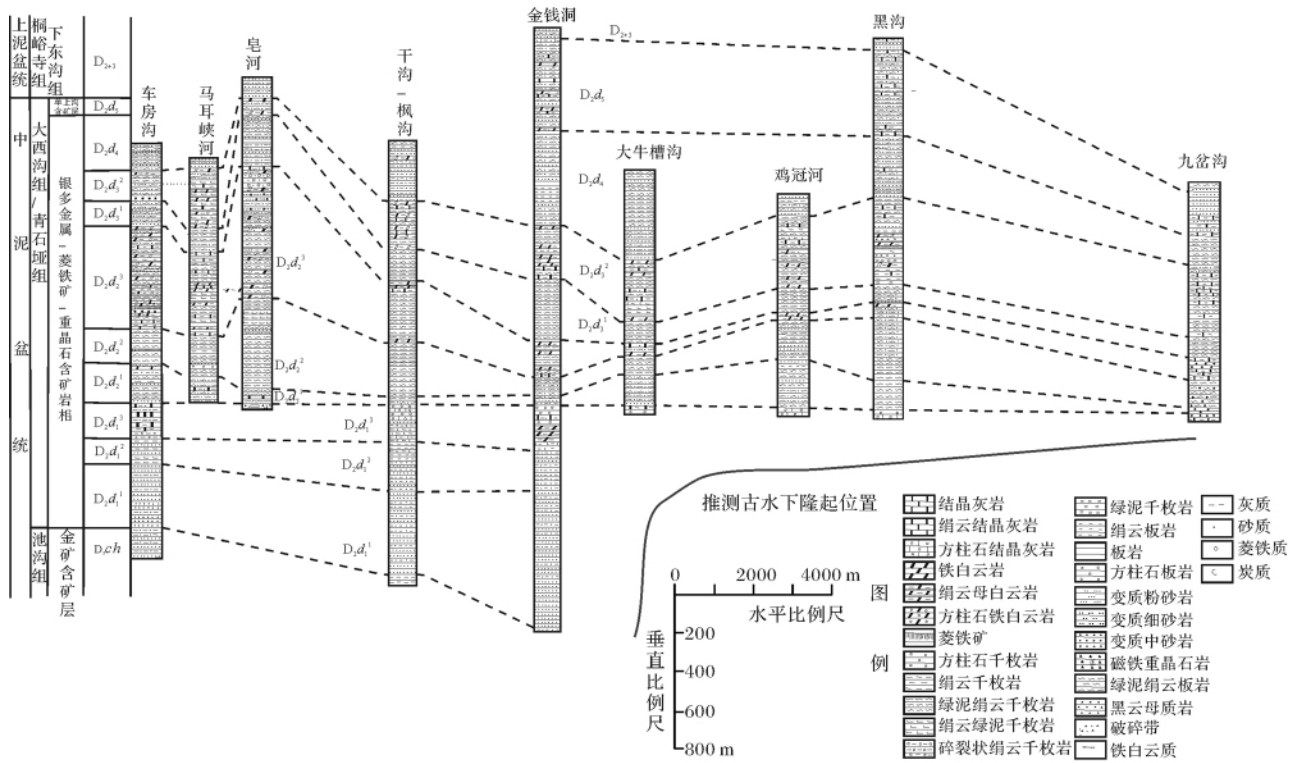 上泥盆统
桐峪寺组
下东沟组
D₂₊₃
D₂d₅
中泥盆统
大西沟组/青石垭组
银多金属-菱铁矿-重晶石含矿岩相
D₂d₄
D₂d₃²
D₂d₃¹
D₂d₂³
D₂d₂²
D₂d₂¹
D₂d₁³
D₂d₁²
D₂d₁¹
池沟组
金矿含矿层
车房沟
马耳峡河
皂河
干沟-枫沟
金钱洞
大牛槽沟
鸡冠河
黑沟
九岔沟
D₂₊₃
D₂d₅
D₂d₄
D₂d₃²
D₂d₃¹
D₂d₂³
D₂d₂²
D₂d₁³
D₂d₁¹
推测古水下隆起位置
0 2000 4000 m
水平比例尺
垂直比例尺
200
400
600
800 m
图例
结晶灰岩
绢云结晶灰岩
方柱石结晶灰岩
铁白云岩
绢云母白云岩
方柱石铁白云岩
菱铁矿
方柱石千枚岩
绢云千枚岩
绿泥绢云千枚岩
绢云绿泥千枚岩
碎裂状绢云千枚岩
绿泥千枚岩
绢云板岩
板岩
方柱石板岩
变质粉砂岩
变质细砂岩
变质中砂岩
磁铁重晶石岩
绿泥绢云板岩
黑云母质岩
破碎带
铁白云质
灰质
砂质
菱铁质
炭质